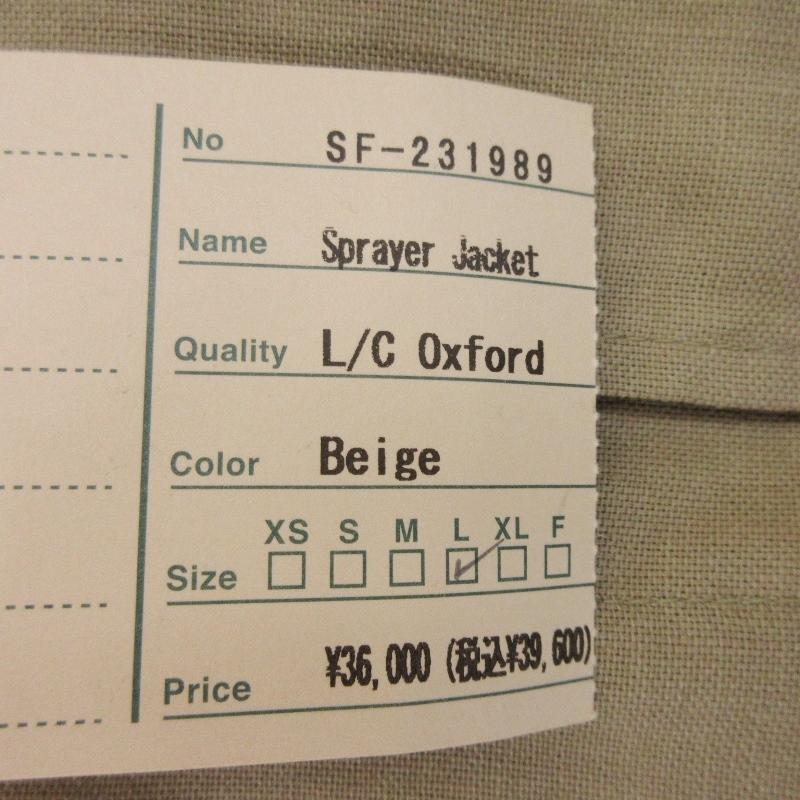 No SF-231989
Name Sprayer Jacket
Quality L/C Oxford
Color Beige
XS S M L XL F
Size
Price ¥36,000 (税込¥39,600)